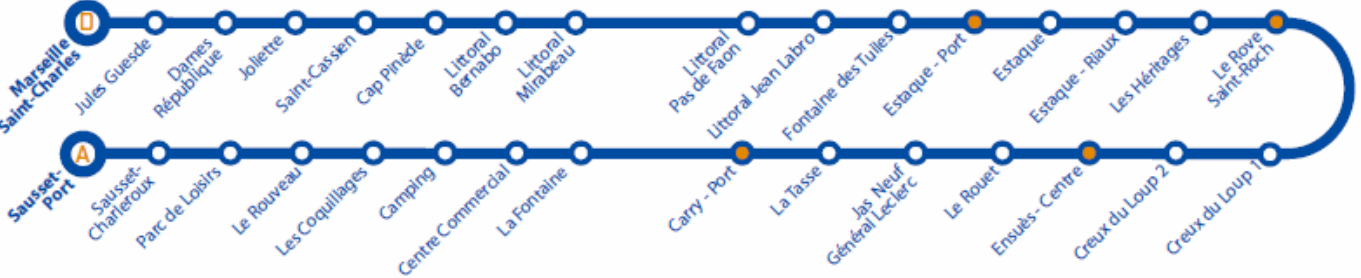 D
Marseille
Saint-Charles
Jules Guesde
Dames
République
Joliette
Saint-Cassien
Cap Pinède
Littoral
Bernabo
Littoral
Mirabeau
Littoral
Pas de Faon
Littoral Jean Labro
Fontaine des Tuiles
Estaque - Port
Estaque
Estaque - Riaux
Les Héritages
Le Rove
Saint-Roch
A
Sausset-
Port
Sausset-
Charleroux
Parc de Loisirs
Le Rouveau
Les Coquillages
Camping
Centre Commercial
La Fontaine
Carry - Port
La Tasse
Jas Neuf
Général Leclerc
Le Rouet
Ensuès - Centre
Creux du Loup 2
Creux du Loup 1